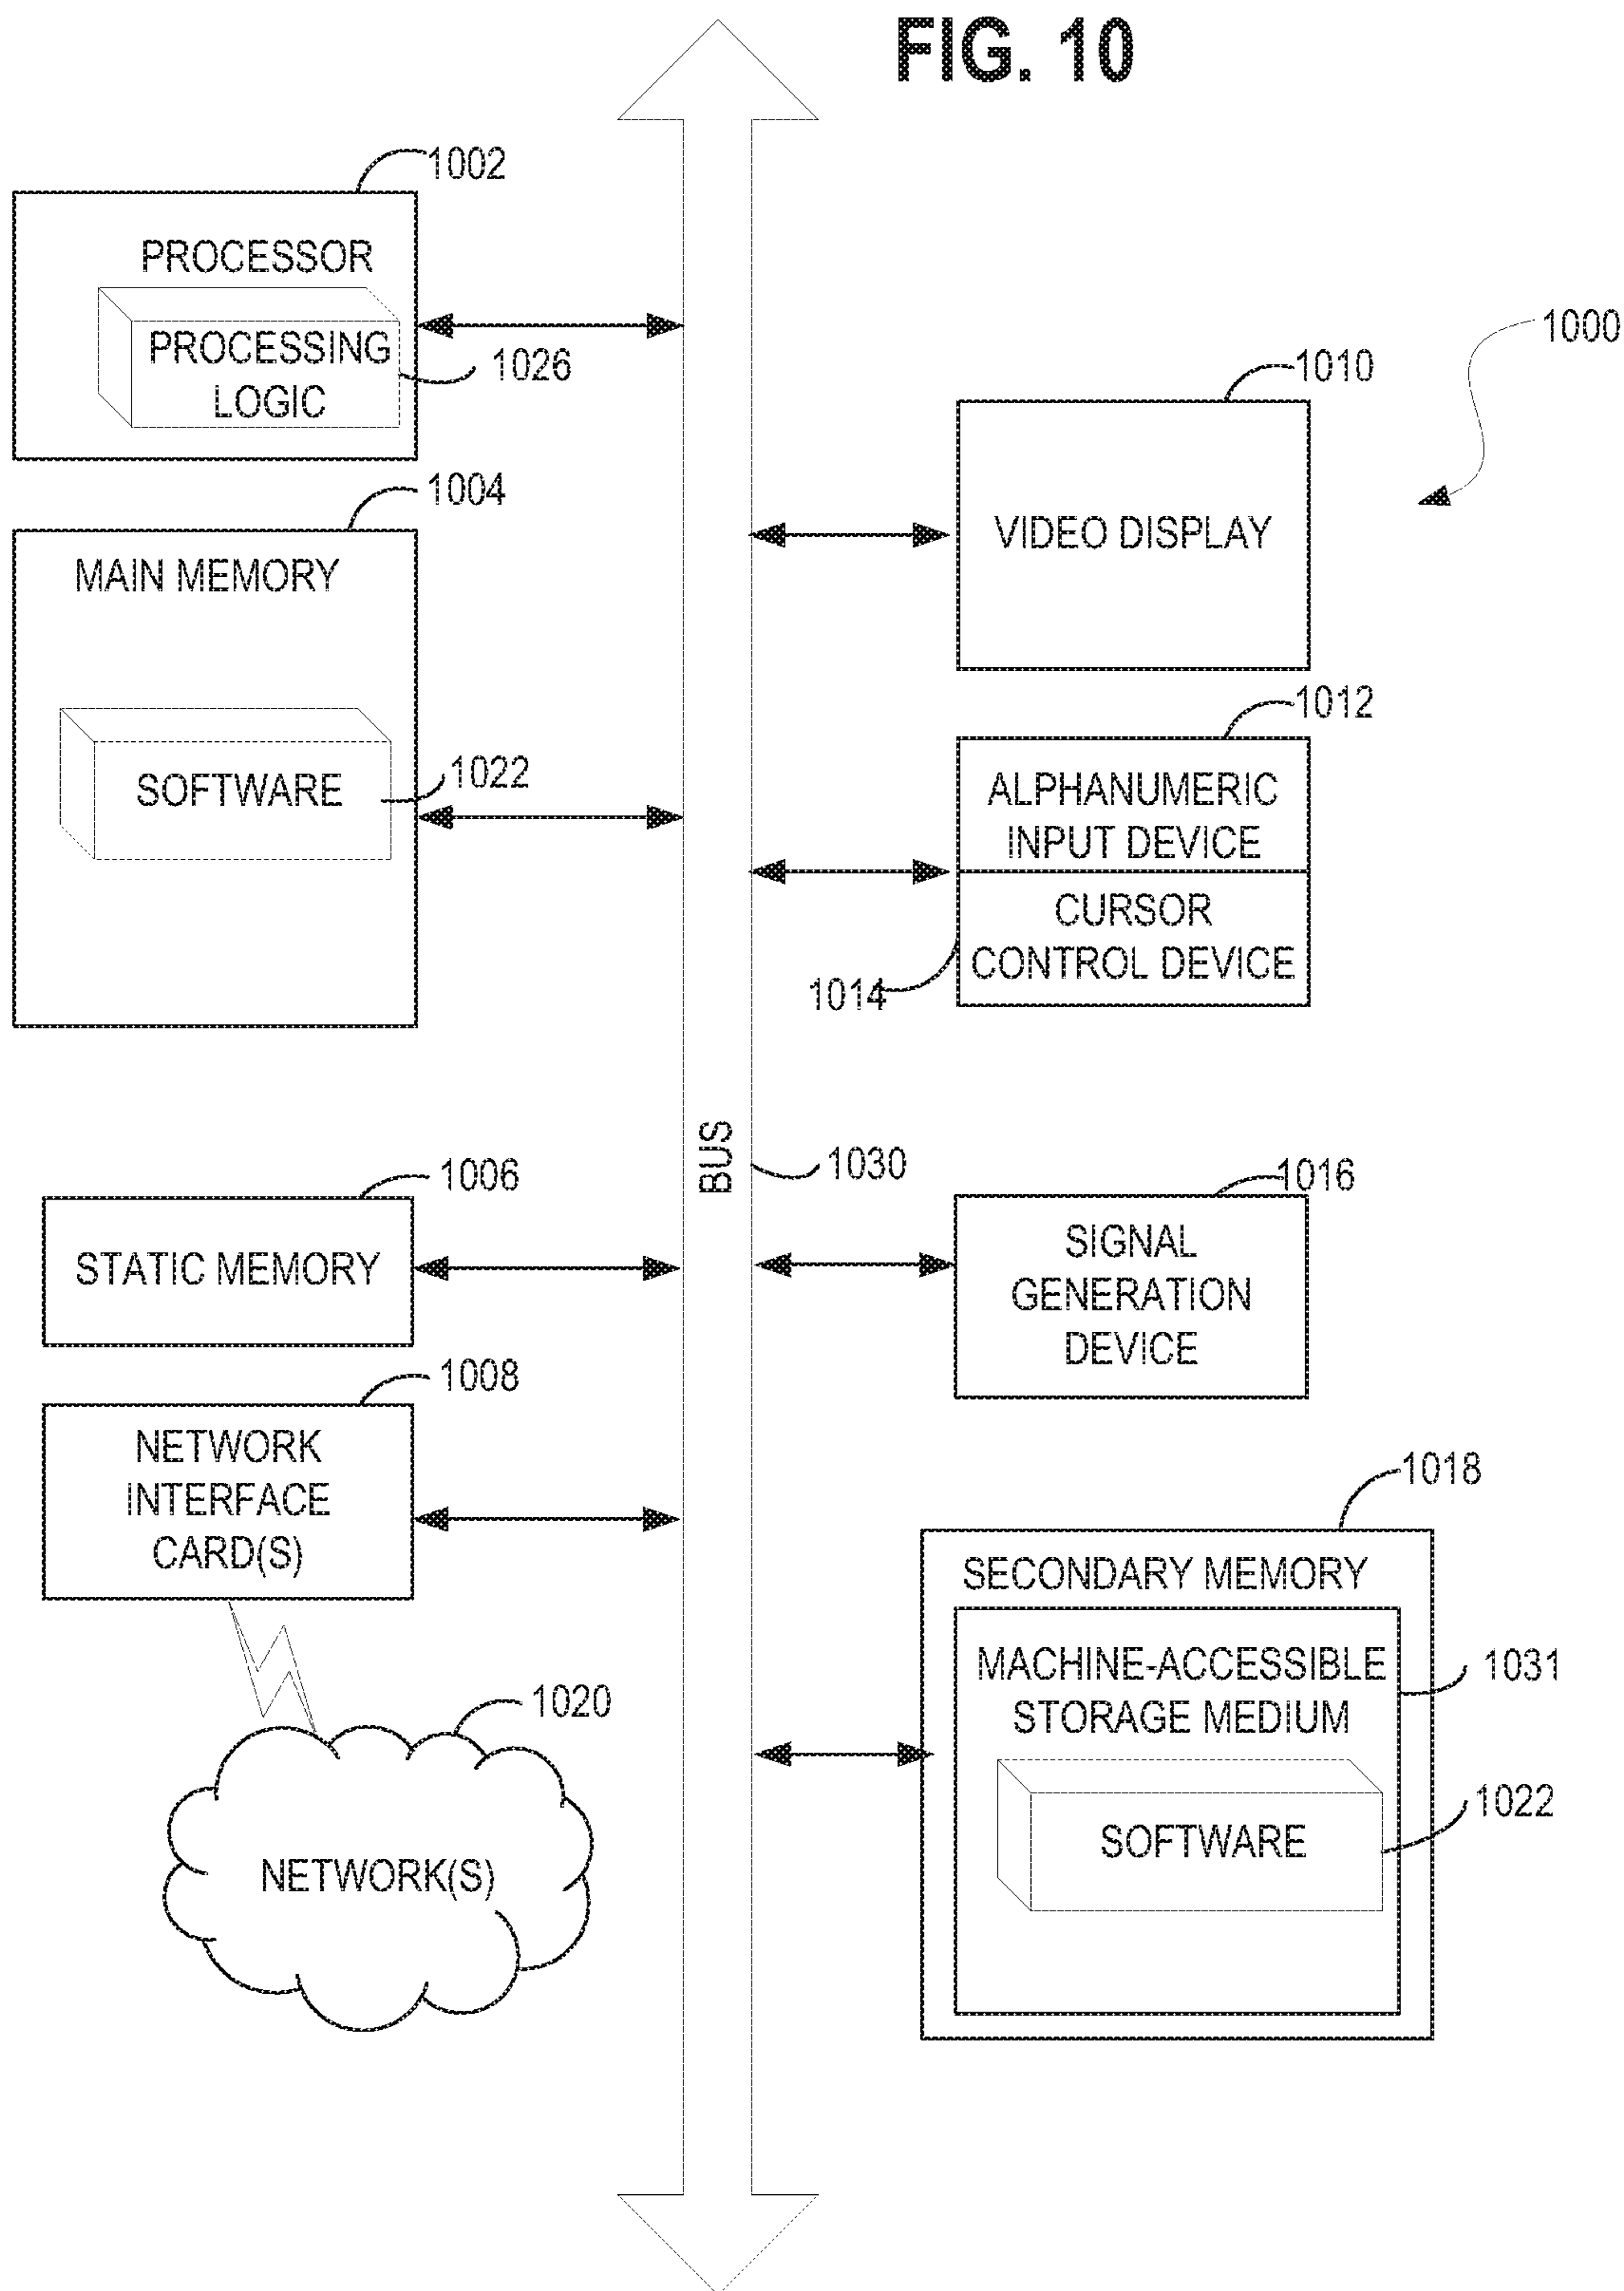 FIG. 10
1002
PROCESSOR
PROCESSING
LOGIC
1026
1004
MAIN MEMORY
SOFTWARE
1022
1006
STATIC MEMORY
1008
NETWORK
INTERFACE
CARD(S)
1020
NETWORK(S)
BUS
1030
1000
1010
VIDEO DISPLAY
1012
ALPHANUMERIC
INPUT DEVICE
CURSOR
CONTROL DEVICE
1014
1016
SIGNAL
GENERATION
DEVICE
1018
SECONDARY MEMORY
MACHINE-ACCESSIBLE
STORAGE MEDIUM
1031
SOFTWARE
1022